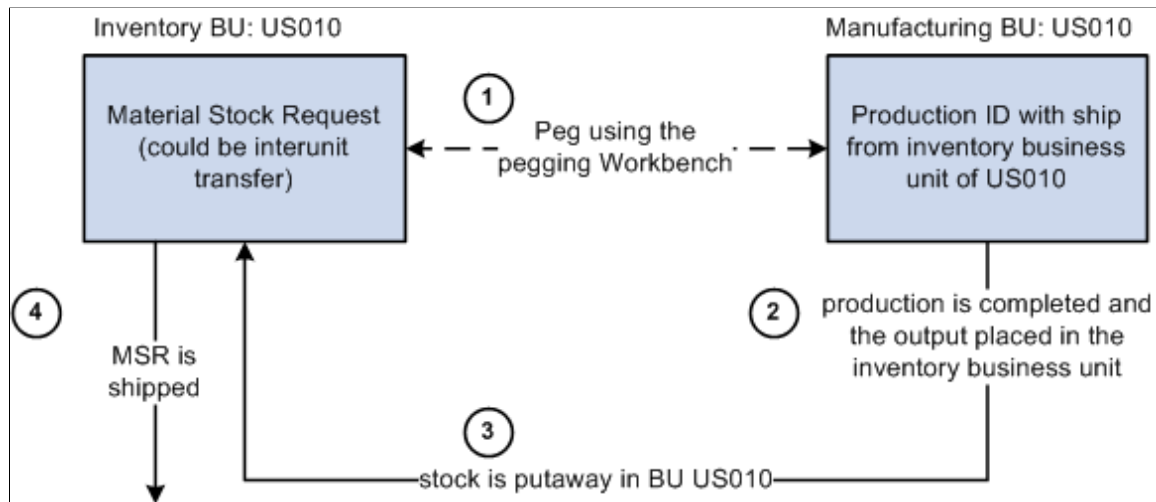 Inventory BU: US010
Manufacturing BU: US010
Material Stock Request
(could be interunit
transfer)
1
Peg using the
pegging Workbench
Production ID with ship
from inventory business
unit of US010
4
MSR is
shipped
2
production is completed and
the output placed in the
inventory business unit
3
stock is putaway in BU US010